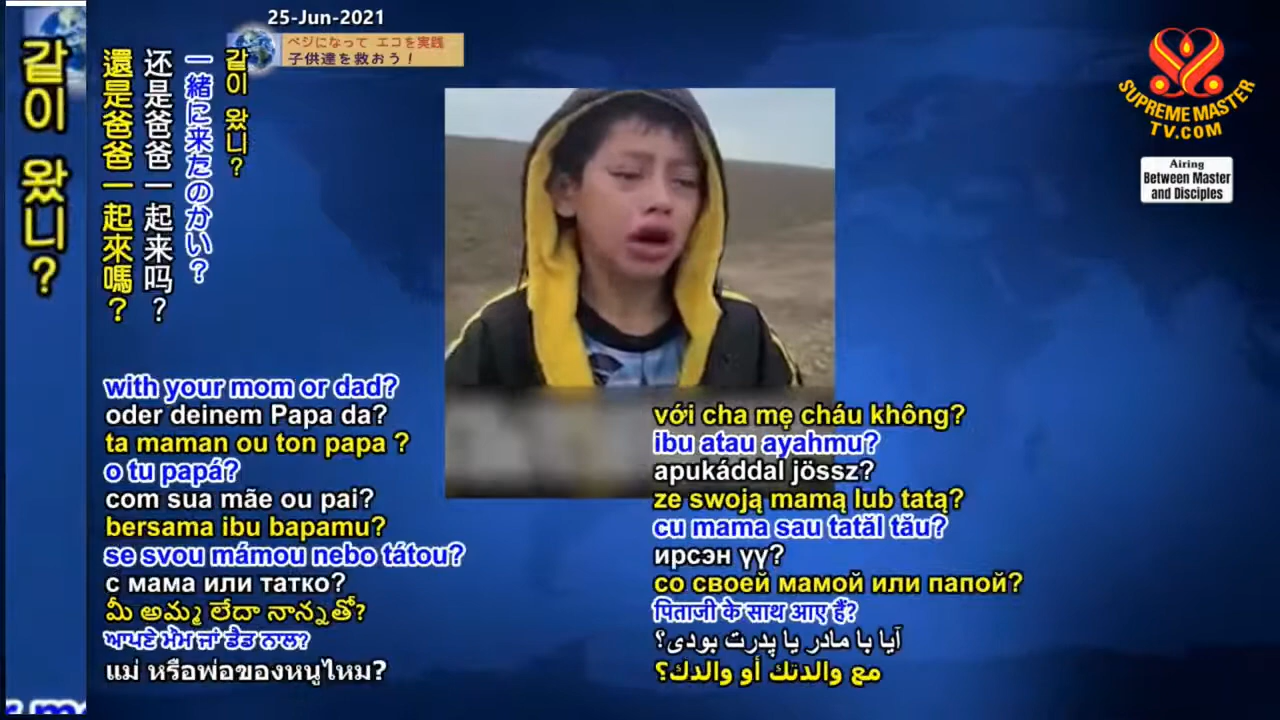 25-Jun-2021
ベジになって エコを実践
子供達を救おう！
SUPREME MASTER
TV.COM
Airing
Between Master
and Disciples
같이 왔니?
같이 왔니?
一緒に来たのかい？
还是爸爸一起来吗？
還是爸爸一起來嗎？
with your mom or dad?
oder deinem Papa da?
ta maman ou ton papa ?
o tu papá?
com sua mãe ou pai?
bersama ibu bapamu?
se svou mámou nebo tátou?
с мама или татко?
మీ అమ్మ లేదా నాన్నతో?
ਆਪਣੇ ਮੰਮ ਜਾਂ ਡੈਡ ਨਾਲ?
แม่ หรือพ่อของหนูไหม?
với cha mẹ cháu không?
ibu atau ayahmu?
apukáddal jössz?
ze swoją mamą lub tatą?
cu mama sau tatăl tău?
ирсэн үү?
со своей мамой или папой?
पिताजी के साथ आए हैं?
آیا با مادر یا پدرت بودی؟
مع والدتك أو والدك؟